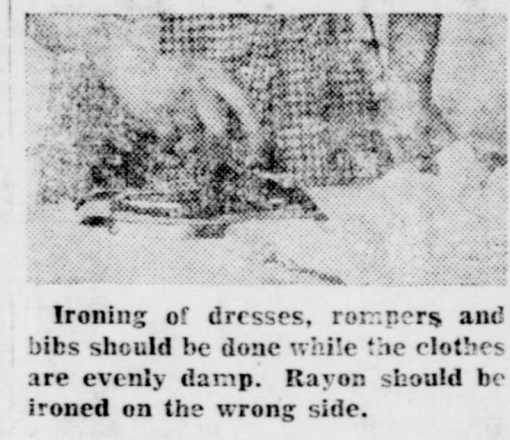 Ironing of dresses, rompers and
bibs should be done while the clothes
are evenly damp. Rayon should be
ironed on the wrong side.